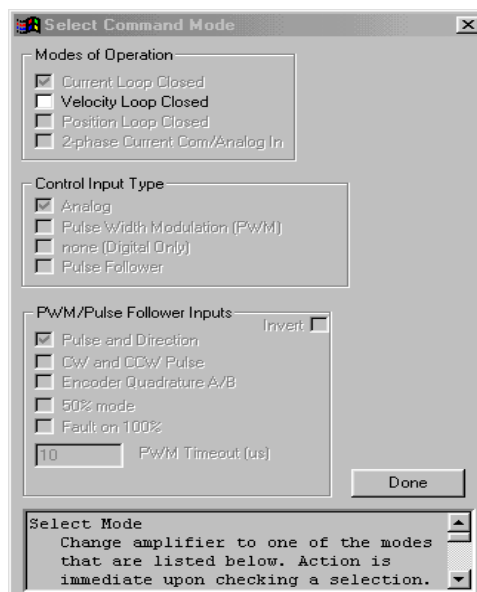 Select Command Mode
Modes of Operation
Current Loop Closed
Velocity Loop Closed
Position Loop Closed
2-phase Current Com/Analog In
Control Input Type
Analog
Pulse Width Modulation (PWM)
none (Digital Only)
Pulse Follower
PWM/Pulse Follower Inputs
Invert
Pulse and Direction
CW and CCW Pulse
Encoder Quadrature A/B
50% mode
Fault on 100%
10 PWM Timeout (us)
Done
Select Mode
Change amplifier to one of the modes
that are listed below. Action is
immediate upon checking a selection.